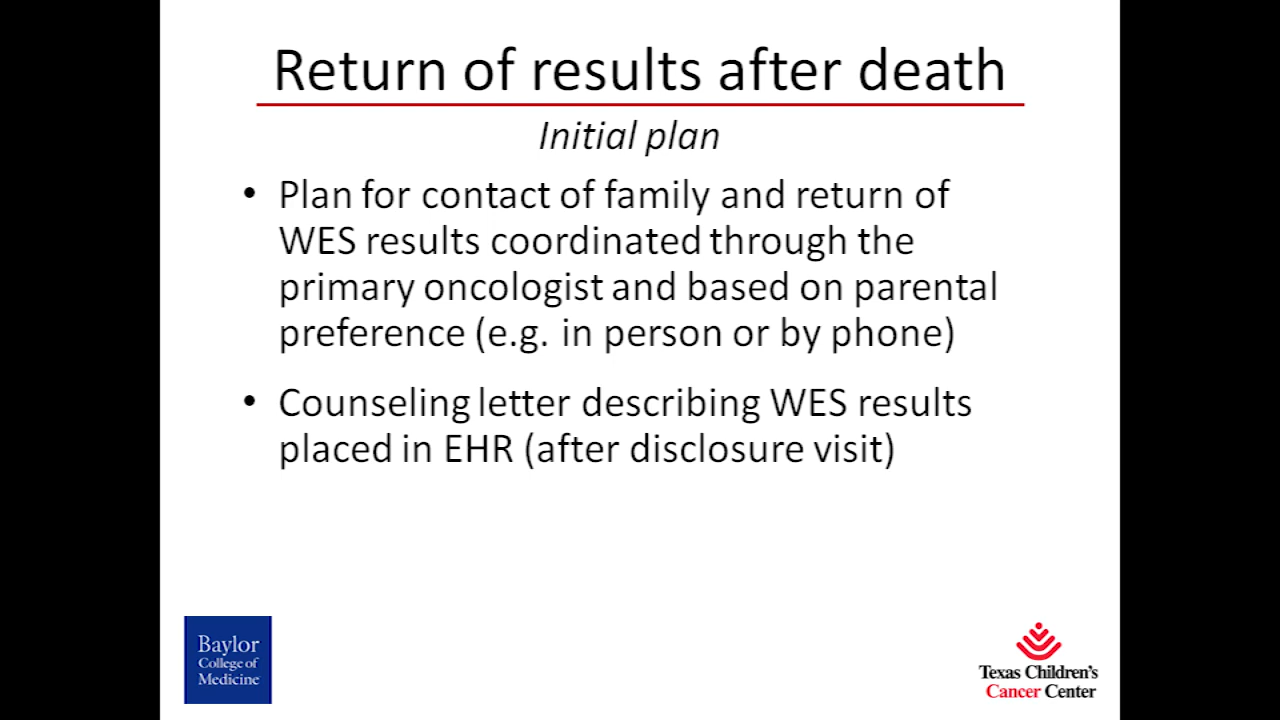 Return of results after death
Initial plan
• Plan for contact of family and return of
WES results coordinated through the
primary oncologist and based on parental
preference (e.g. in person or by phone)
• Counseling letter describing WES results
placed in EHR (after disclosure visit)
Baylor
College of
Medicine
Texas Children's
Cancer Center